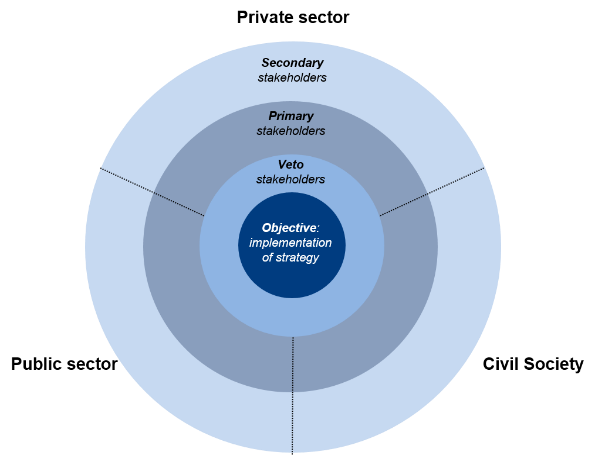 Private sector
Secondary
stakeholders
Primary
stakeholders
Veto
stakeholders
Objective:
implementation
of strategy
Public sector
Civil Society